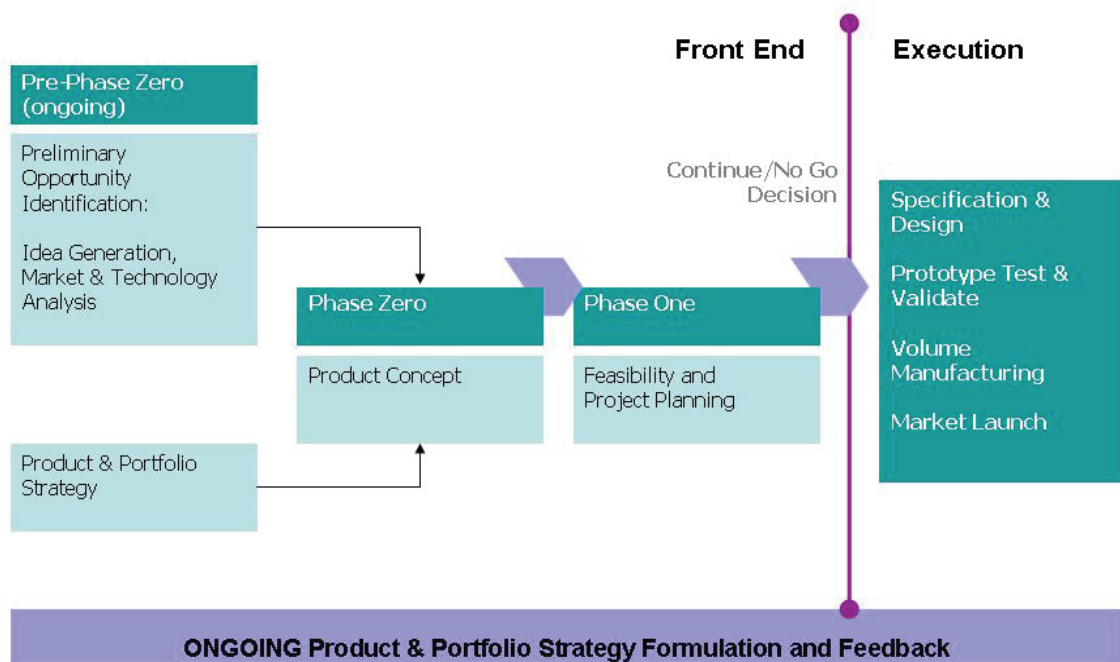 Front End
Execution
Pre-Phase Zero
(ongoing)
Preliminary
Opportunity
Identification:
Idea Generation,
Market & Technology
Analysis
Continue/No Go
Decision
Phase Zero
Product Concept
Phase One
Feasibility and
Project Planning
Product & Portfolio
Strategy
Specification &
Design
Prototype Test &
Validate
Volume
Manufacturing
Market Launch
ONGOING Product & Portfolio Strategy Formulation and Feedback